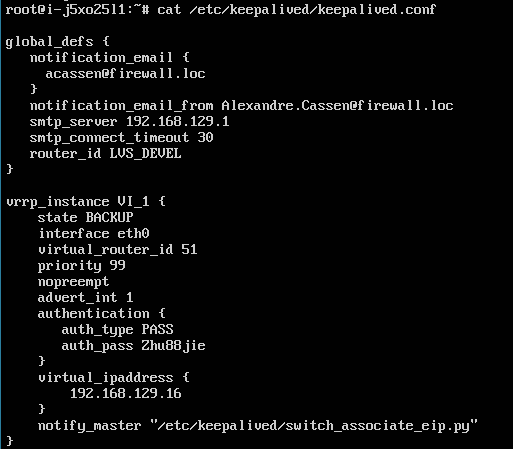 root@i-j5xo25l1:~# cat /etc/keepalived/keepalived.conf
global_defs {
notification_email {
acassen@firewall.loc
}
notification_email_from Alexandre.Cassen@firewall.loc
smtp_server 192.168.129.1
smtp_connect_timeout 30
router_id LVS_DEVEL
}
vrrp_instance VI_1 {
state BACKUP
interface eth0
virtual_router_id 51
priority 99
nopreempt
advert_int 1
authentication {
auth_type PASS
auth_pass Zhu88jie
}
virtual_ipaddress {
192.168.129.16
}
notify_master "/etc/keepalived/switch_associate_eip.py"
}